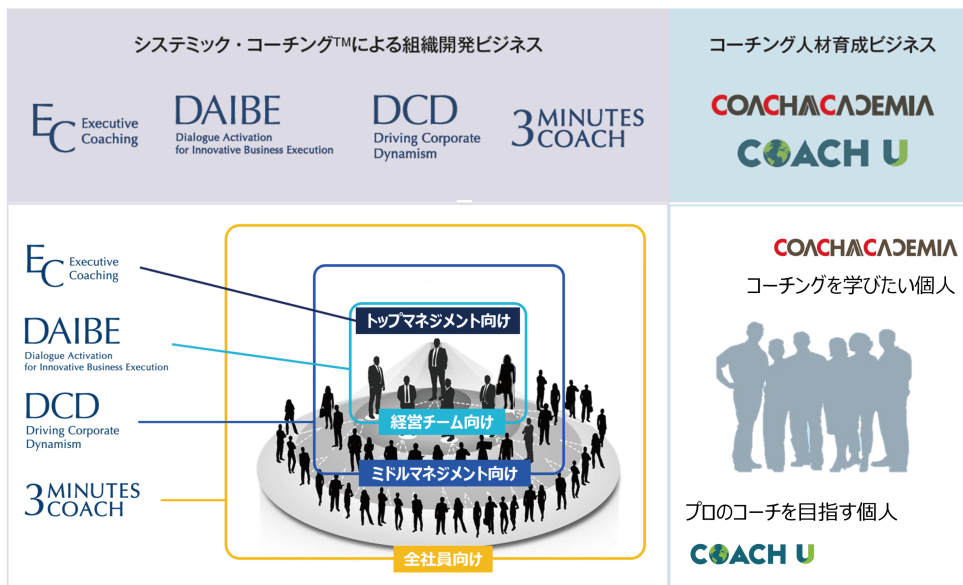 システミック・コーチング™による組織開発ビジネス
コーチング人材育成ビジネス
EC Executive
Coaching
DAIBE
Dialogue Activation
for Innovative Business Execution
DCD
Driving Corporate
Dynamism
3 MINUTES
COACH
COACHACADEMIA
COACH U
EC Executive
Coaching
DAIBE
Dialogue Activation
for Innovative Business Execution
DCD
Driving Corporate
Dynamism
3 MINUTES
COACH
トップマネジメント向け
経営チーム向け
ミドルマネジメント向け
全社員向け
COACHACADEMIA
コーチングを学びたい個人
プロのコーチを目指す個人
COACH U